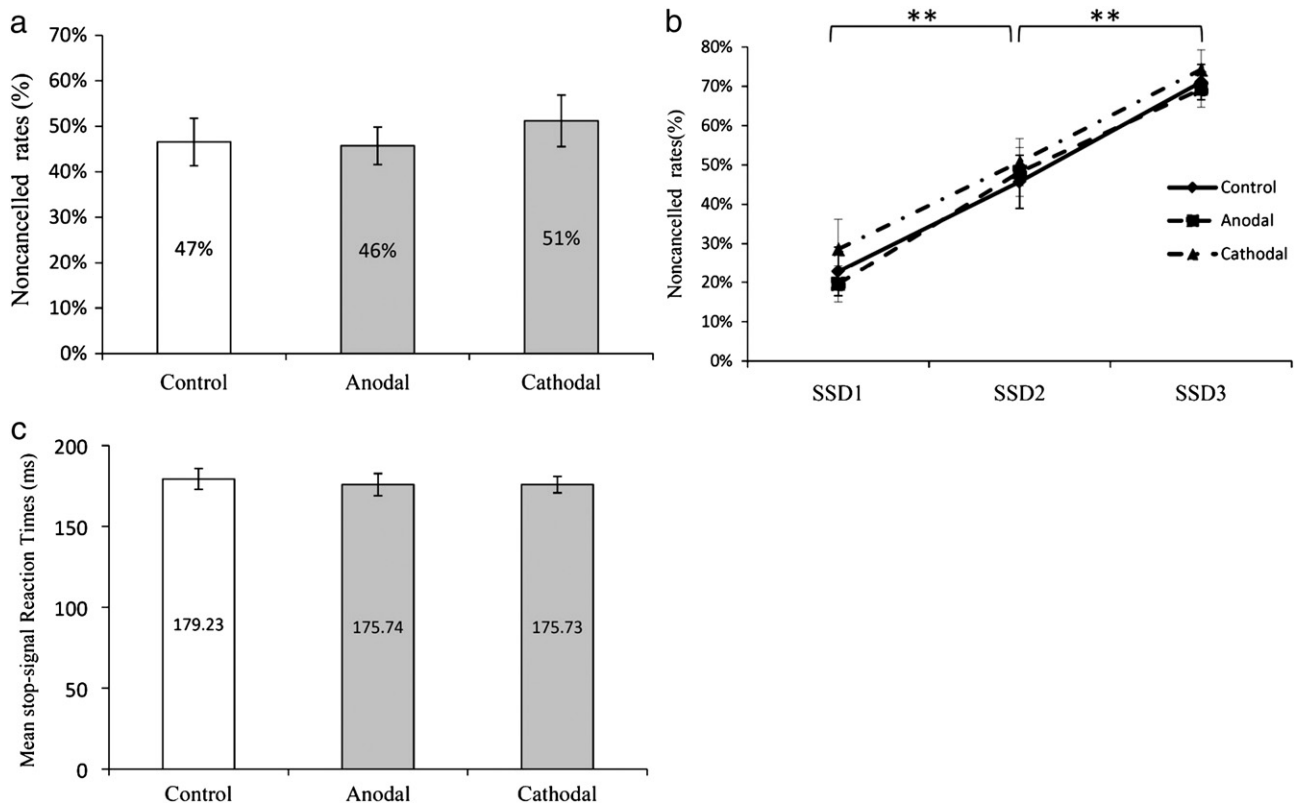 a
Noncancelled rates (%)
70%
60%
50%
40%
30%
20%
10%
0%
47%
46%
51%
Control Anodal Cathodal
b
** **
Noncancelled rates(%)
80%
70%
60%
50%
40%
30%
20%
10%
0%
Control
Anodal
Cathodal
SSD1 SSD2 SSD3
c
Mean stop-signal Reaction Times (ms)
200
150
100
50
0
179.23
175.74
175.73
Control Anodal Cathodal